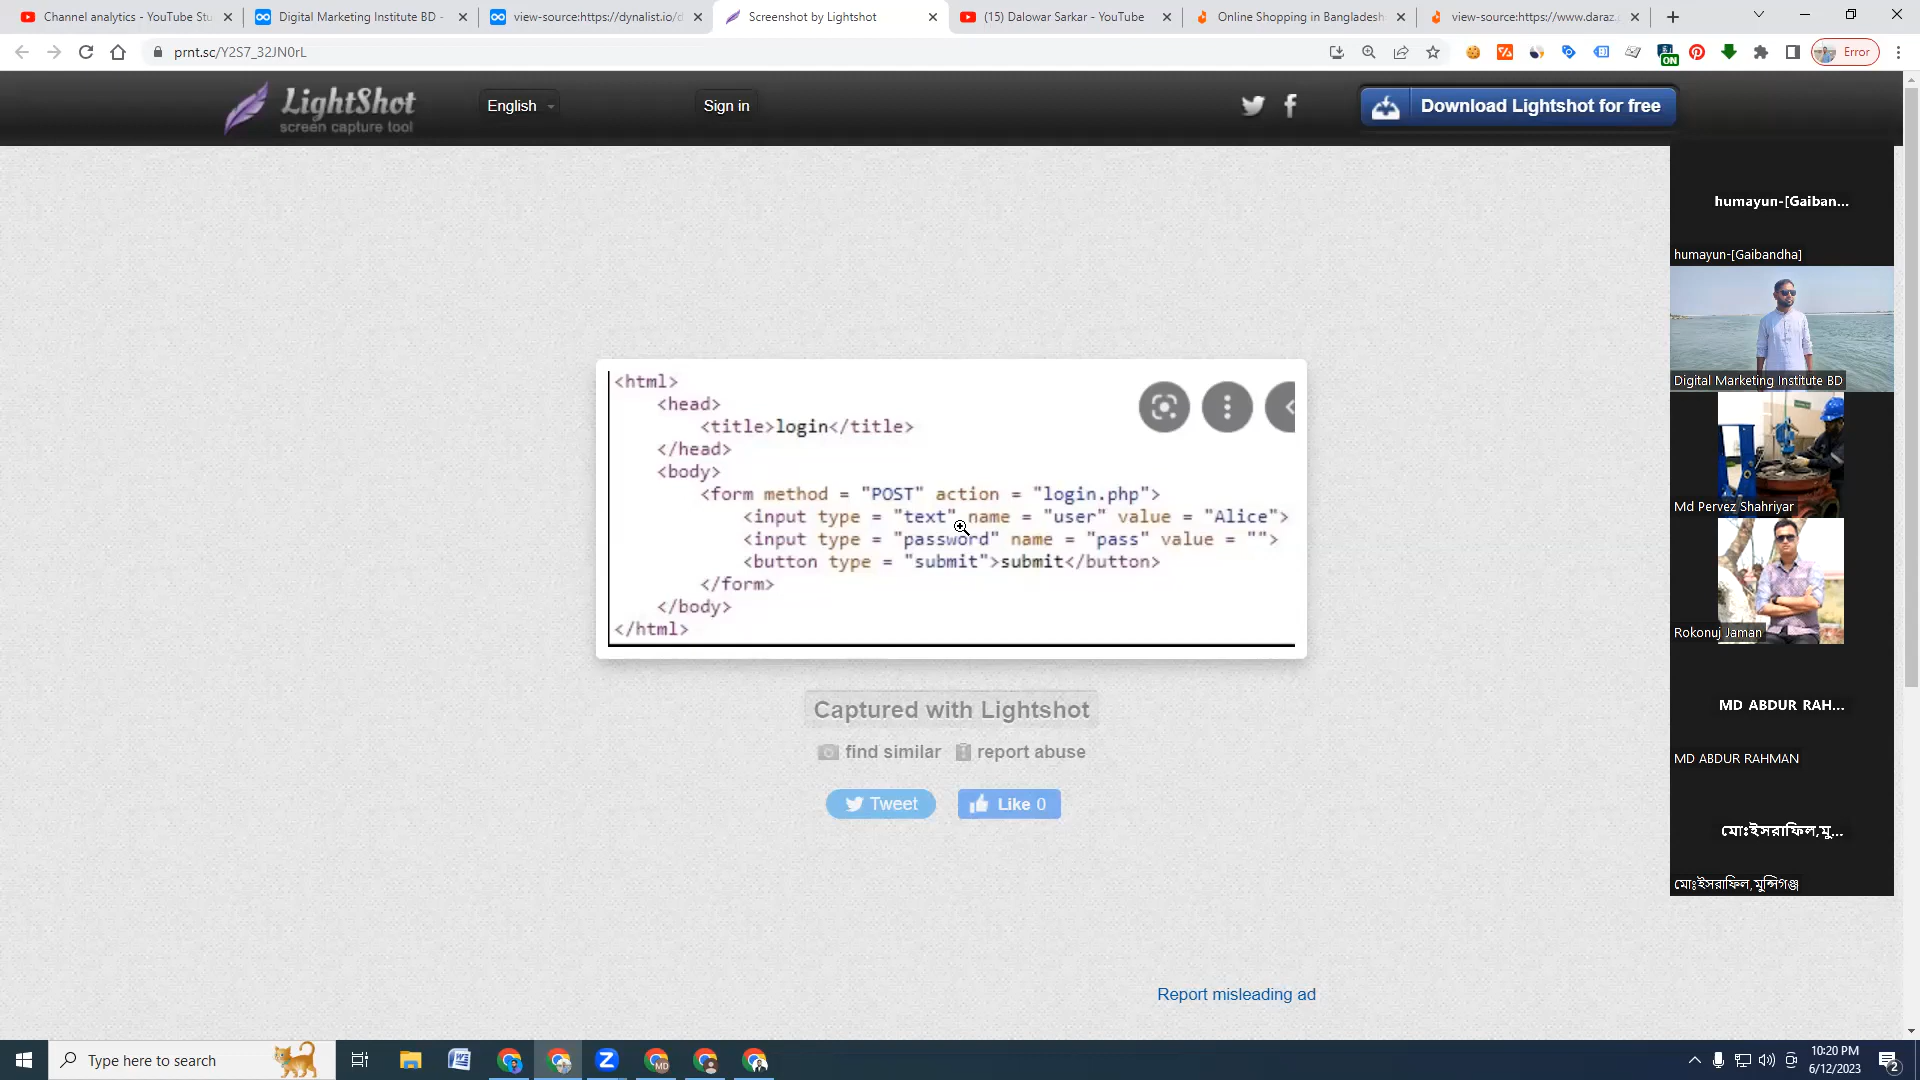 Channel analytics - YouTube Stu
Digital Marketing Institute BD -
view-source:https://dynalist.io/d
Screenshot by Lightshot
(15) Dalowar Sarkar - YouTube
Online Shopping in Bangladesh
view-source:https://www.daraz.
prnt.sc/Y2S7_32JN0rL
ON
Error
LightShot
screen capture tool
English
Sign in
Download Lightshot for free
humayun-[Gaiban...
humayun-[Gaibandha]
Digital Marketing Institute BD
Md Pervez Shahriyar
Rokonuj Jaman
MD ABDUR RAH...
MD ABDUR RAHMAN
মোঃইসরাফিল,মু...
মোঃইসরাফিল,মুন্সিগঞ্জ
<html>
<head>
<title>login</title>
</head>
<body>
<form method = "POST" action = "login.php">
<input type = "text" name = "user" value = "Alice">
<input type = "password" name = "pass" value = "">
<button type = "submit">submit</button>
</form>
</body>
</html>
Captured with Lightshot
find similar
report abuse
Tweet
Like 0
Report misleading ad
Type here to search
MD
10:20 PM
6/12/2023
2